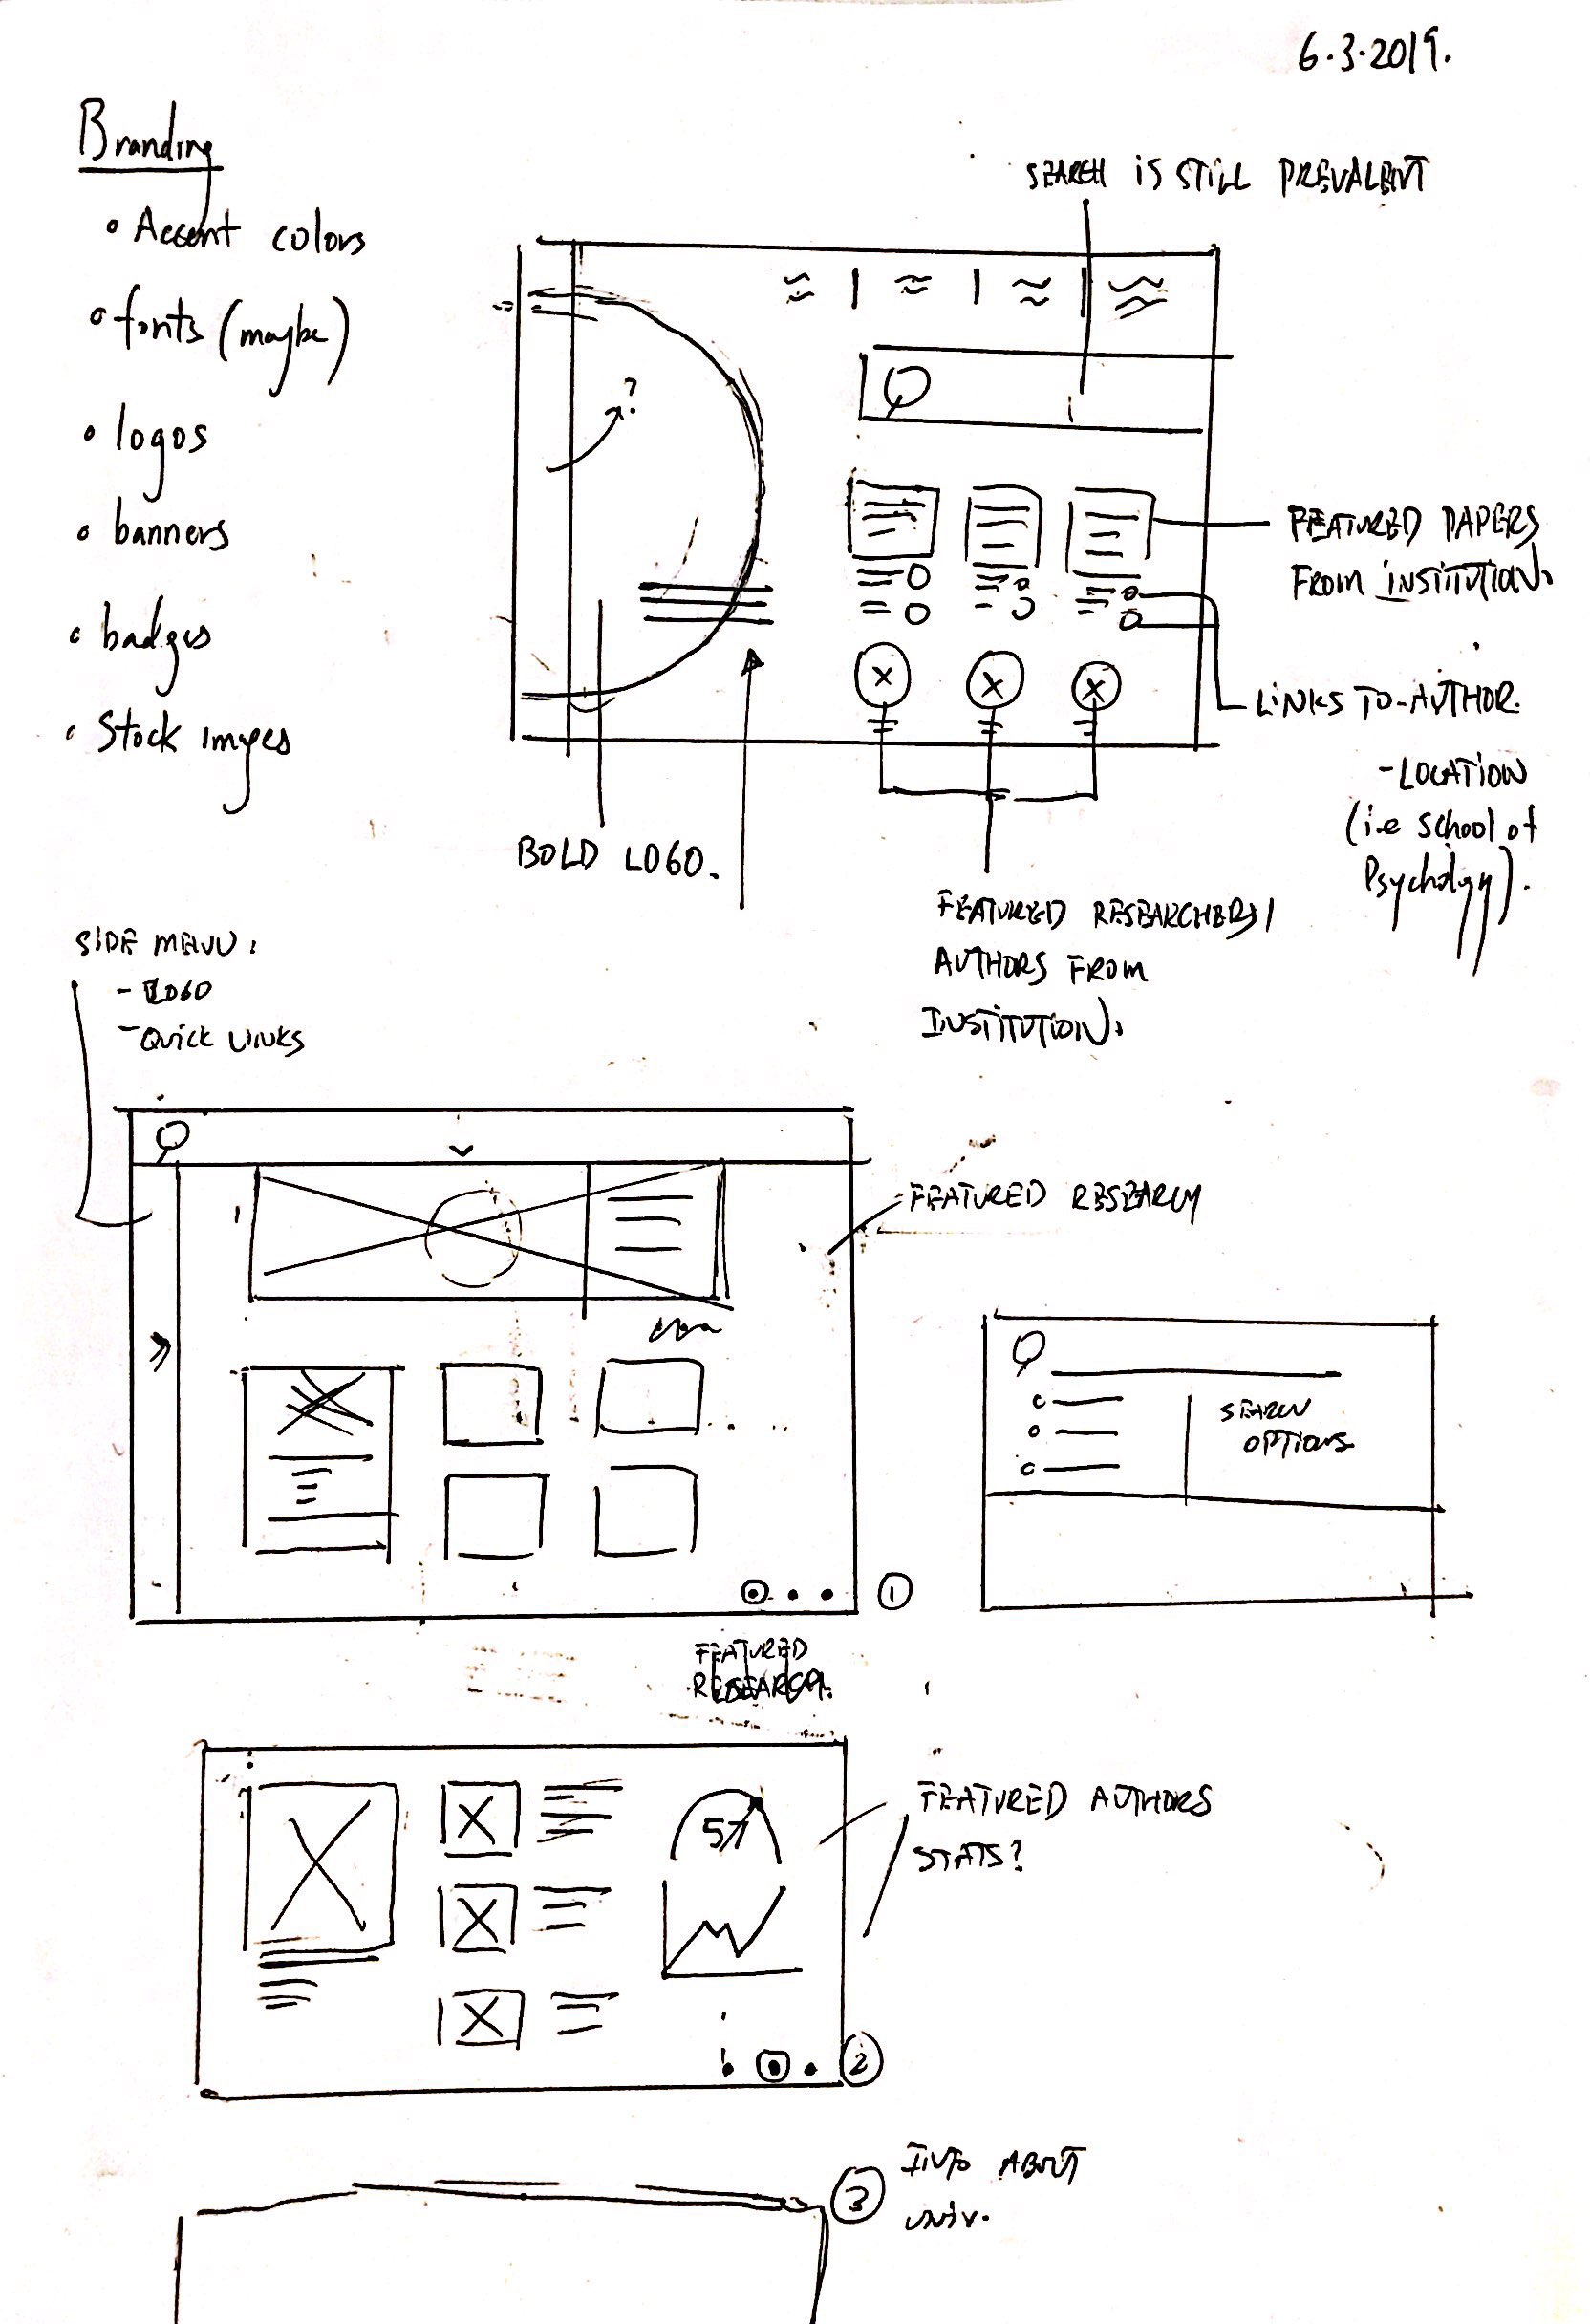 6.3.2019.
Branding
• Accent colors
• fonts (maybe)
• logos
• banners
• badges
• Stock images
SEARCH IS STILL PREVALENT
?
FEATURED PAPERS
FROM INSTITUTION.
LINKS TO-AUTHOR.
-LOCATION
(i.e School of
Psychology).
BOLD LOGO.
FEATURED RESEARCHERS/
AUTHORS FROM
INSTITUTION.
SIDE MENU:
- LOGO
- QUICK LINKS
FEATURED RESEARCH
SEARCH
OPTIONS
1
FEATURED
RESEARCH.
FEATURED AUTHORS
STATS?
2
3
INFO ABOUT
UNIV.